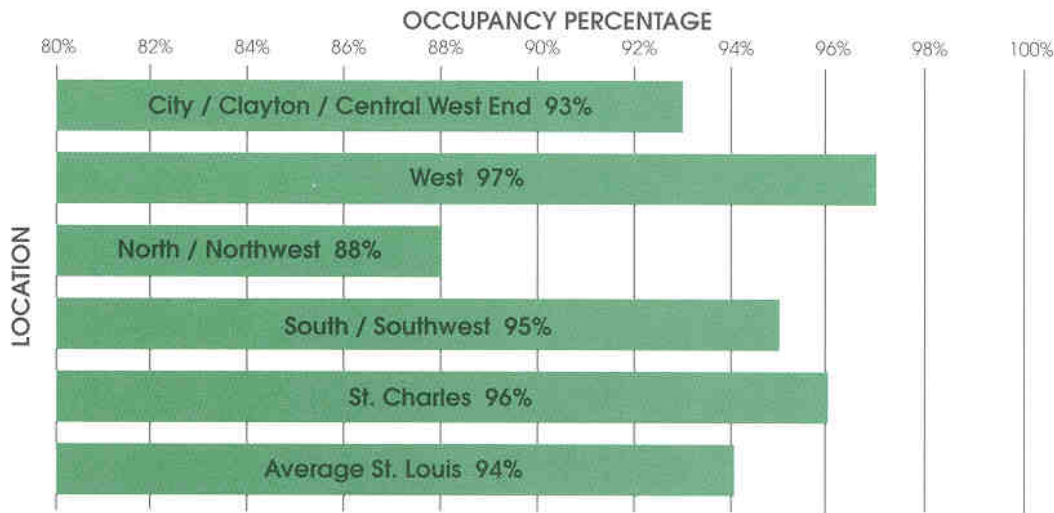 OCCUPANCY PERCENTAGE
80% 82% 84% 86% 88% 90% 92% 94% 96% 98% 100%
LOCATION
City / Clayton / Central West End 93%
West 97%
North / Northwest 88%
South / Southwest 95%
St. Charles 96%
Average St. Louis 94%